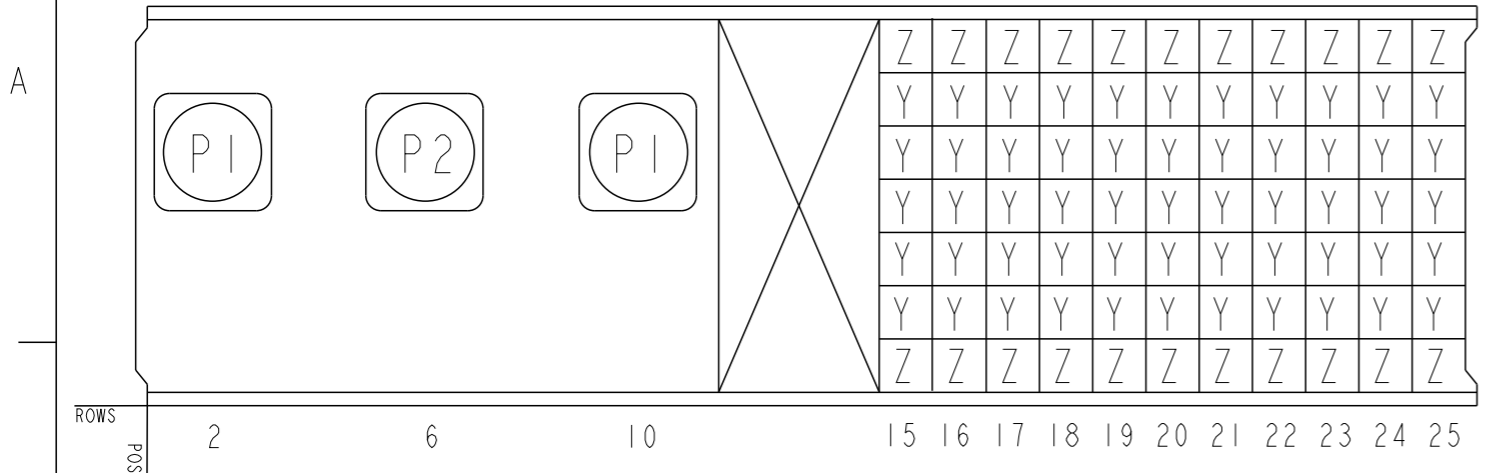 Z Z Z Z Z Z Z Z Z Z Z
A
Y Y Y Y Y Y Y Y Y Y Y
P1 P2 P1 Y Y Y Y Y Y Y Y Y Y Y
Y Y Y Y Y Y Y Y Y Y Y
Y Y Y Y Y Y Y Y Y Y Y
Y Y Y Y Y Y Y Y Y Y Y
Z Z Z Z Z Z Z Z Z Z Z
ROWS
2 6 10 15 16 17 18 19 20 21 22 23 24 25
POS